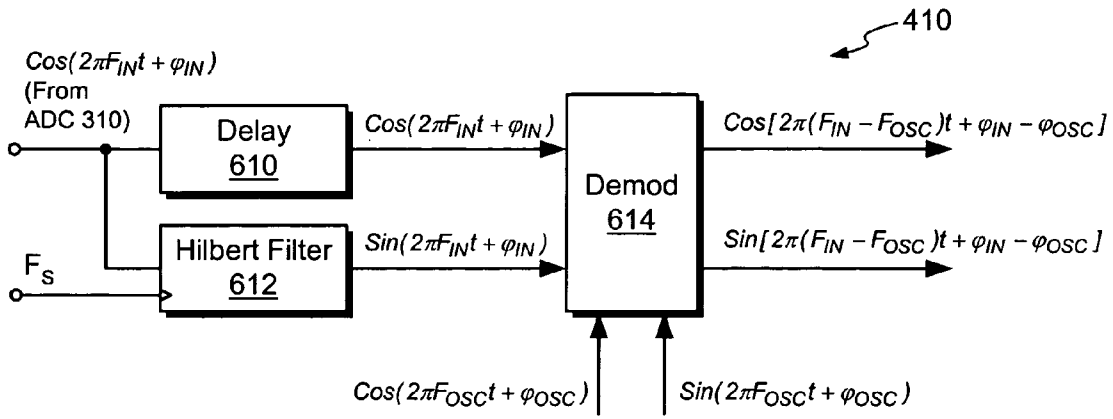 410
Cos(2πF_IN t + φ_IN)
(From
ADC 310)
Delay
610
Cos(2πF_IN t + φ_IN)
Demod
614
Cos[2π(F_IN – F_OSC)t + φ_IN – φ_OSC]
F_s
Hilbert Filter
612
Sin(2πF_IN t + φ_IN)
Sin[2π(F_IN – F_OSC)t + φ_IN – φ_OSC]
Cos(2πF_OSC t + φ_OSC)
Sin(2πF_OSC t + φ_OSC)